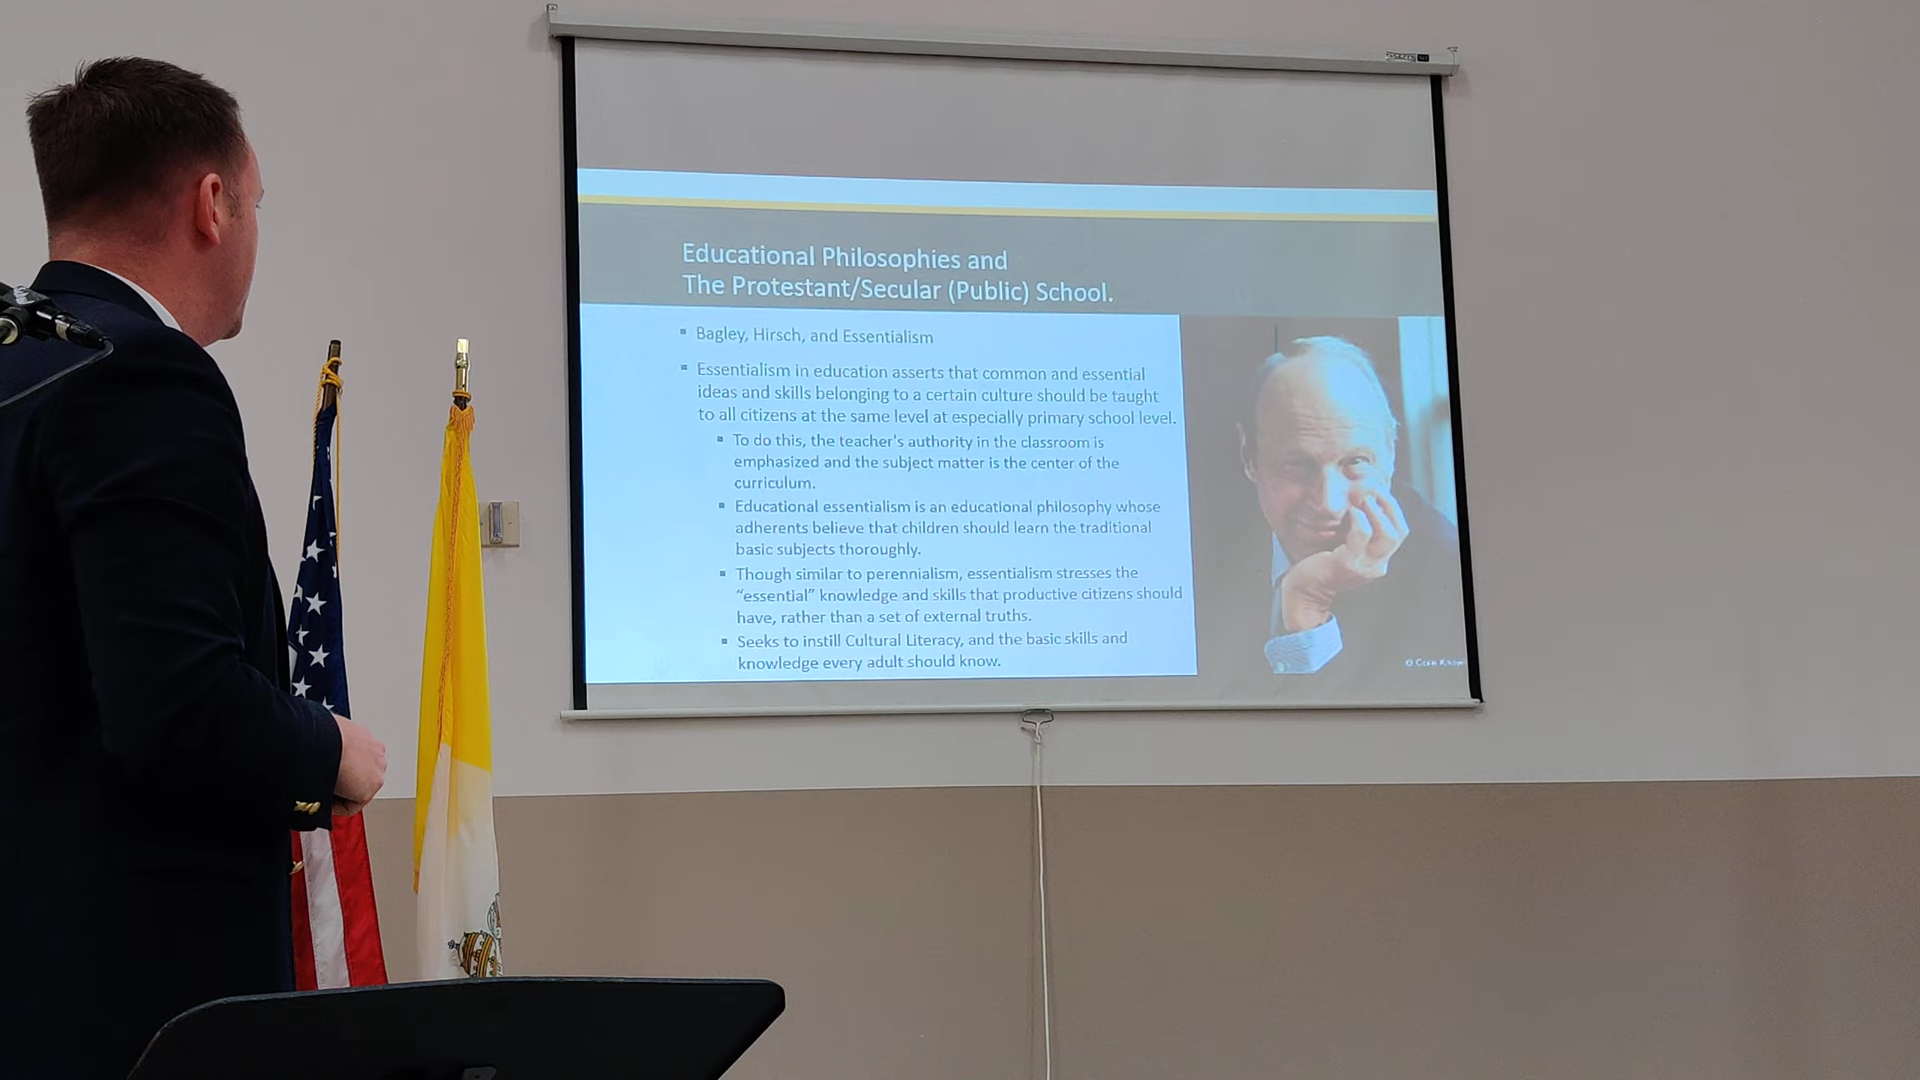 Educational Philosophies and
The Protestant/Secular (Public) School.
Bagley, Hirsch, and Essentialism
Essentialism in education asserts that common and essential
ideas and skills belonging to a certain culture should be taught
to all citizens at the same level at especially primary school level.
To do this, the teacher's authority in the classroom is
emphasized and the subject matter is the center of the
curriculum.
Educational essentialism is an educational philosophy whose
adherents believe that children should learn the traditional
basic subjects thoroughly.
Though similar to perennialism, essentialism stresses the
“essential” knowledge and skills that productive citizens should
have, rather than a set of external truths.
Seeks to instill Cultural Literacy, and the basic skills and
knowledge every adult should know.
©